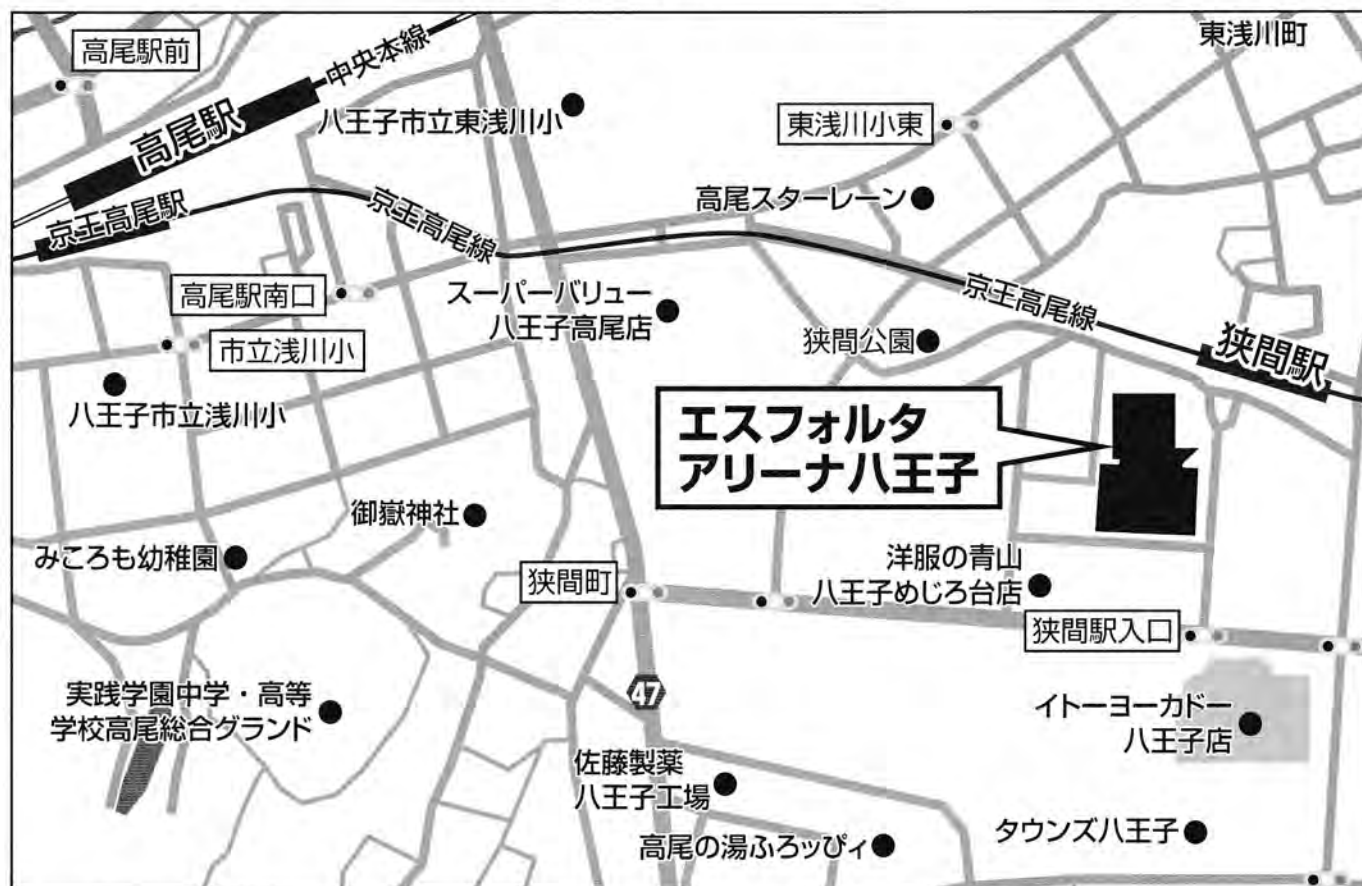 高尾駅前
中央本線
東浅川町
高尾駅
八王子市立東浅川小
東浅川小東
京王高尾駅
京王高尾線
高尾スターレーン
高尾駅南口
スーパーバリュー
八王子高尾店
京王高尾線
狭間公園
狭間駅
市立浅川小
八王子市立浅川小
エスフォルタ
アリーナ八王子
御嶽神社
みころも幼稚園
狭間町
洋服の青山
八王子めじろ台店
狭間駅入口
実践学園中学・高等
学校高尾総合グランド
47
イトーヨーカドー
八王子店
佐藤製薬
八王子工場
タウンズ八王子
高尾の湯ふろッぴィ